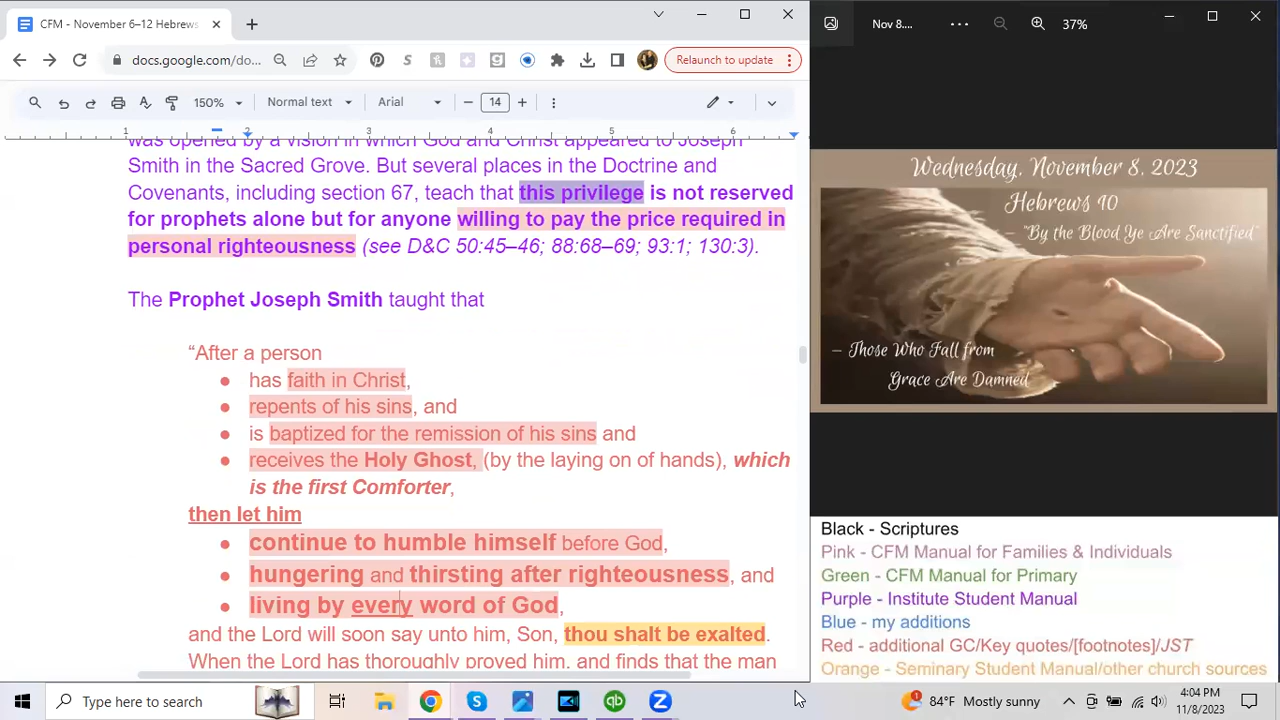 CFM - November 6–12 Hebrews
docs.google.com/do...
Relaunch to update
150%
Normal text
Arial
14
1
2
3
4
5
6
was opened by a vision in which God and Christ appeared to Joseph
Smith in the Sacred Grove. But several places in the Doctrine and
Covenants, including section 67, teach that this privilege is not reserved
for prophets alone but for anyone willing to pay the price required in
personal righteousness (see D&C 50:45–46; 88:68–69; 93:1; 130:3).
The Prophet Joseph Smith taught that
“After a person
● has faith in Christ,
● repents of his sins, and
● is baptized for the remission of his sins and
● receives the Holy Ghost, (by the laying on of hands), which
is the first Comforter,
then let him
● continue to humble himself before God,
● hungering and thirsting after righteousness, and
● living by every word of God,
and the Lord will soon say unto him, Son, thou shalt be exalted.
When the Lord has thoroughly proved him, and finds that the man
Nov 8....
37%
Wednesday, November 8, 2023
Hebrews 10
– "By the Blood Ye Are Sanctified"
– Those Who Fall from
Grace Are Damned
Black - Scriptures
Pink - CFM Manual for Families & Individuals
Green - CFM Manual for Primary
Purple - Institute Student Manual
Blue - my additions
Red - additional GC/Key quotes/[footnotes]/JST
Orange - Seminary Student Manual/other church sources
Type here to search
84°F Mostly sunny
4:04 PM
11/8/2023